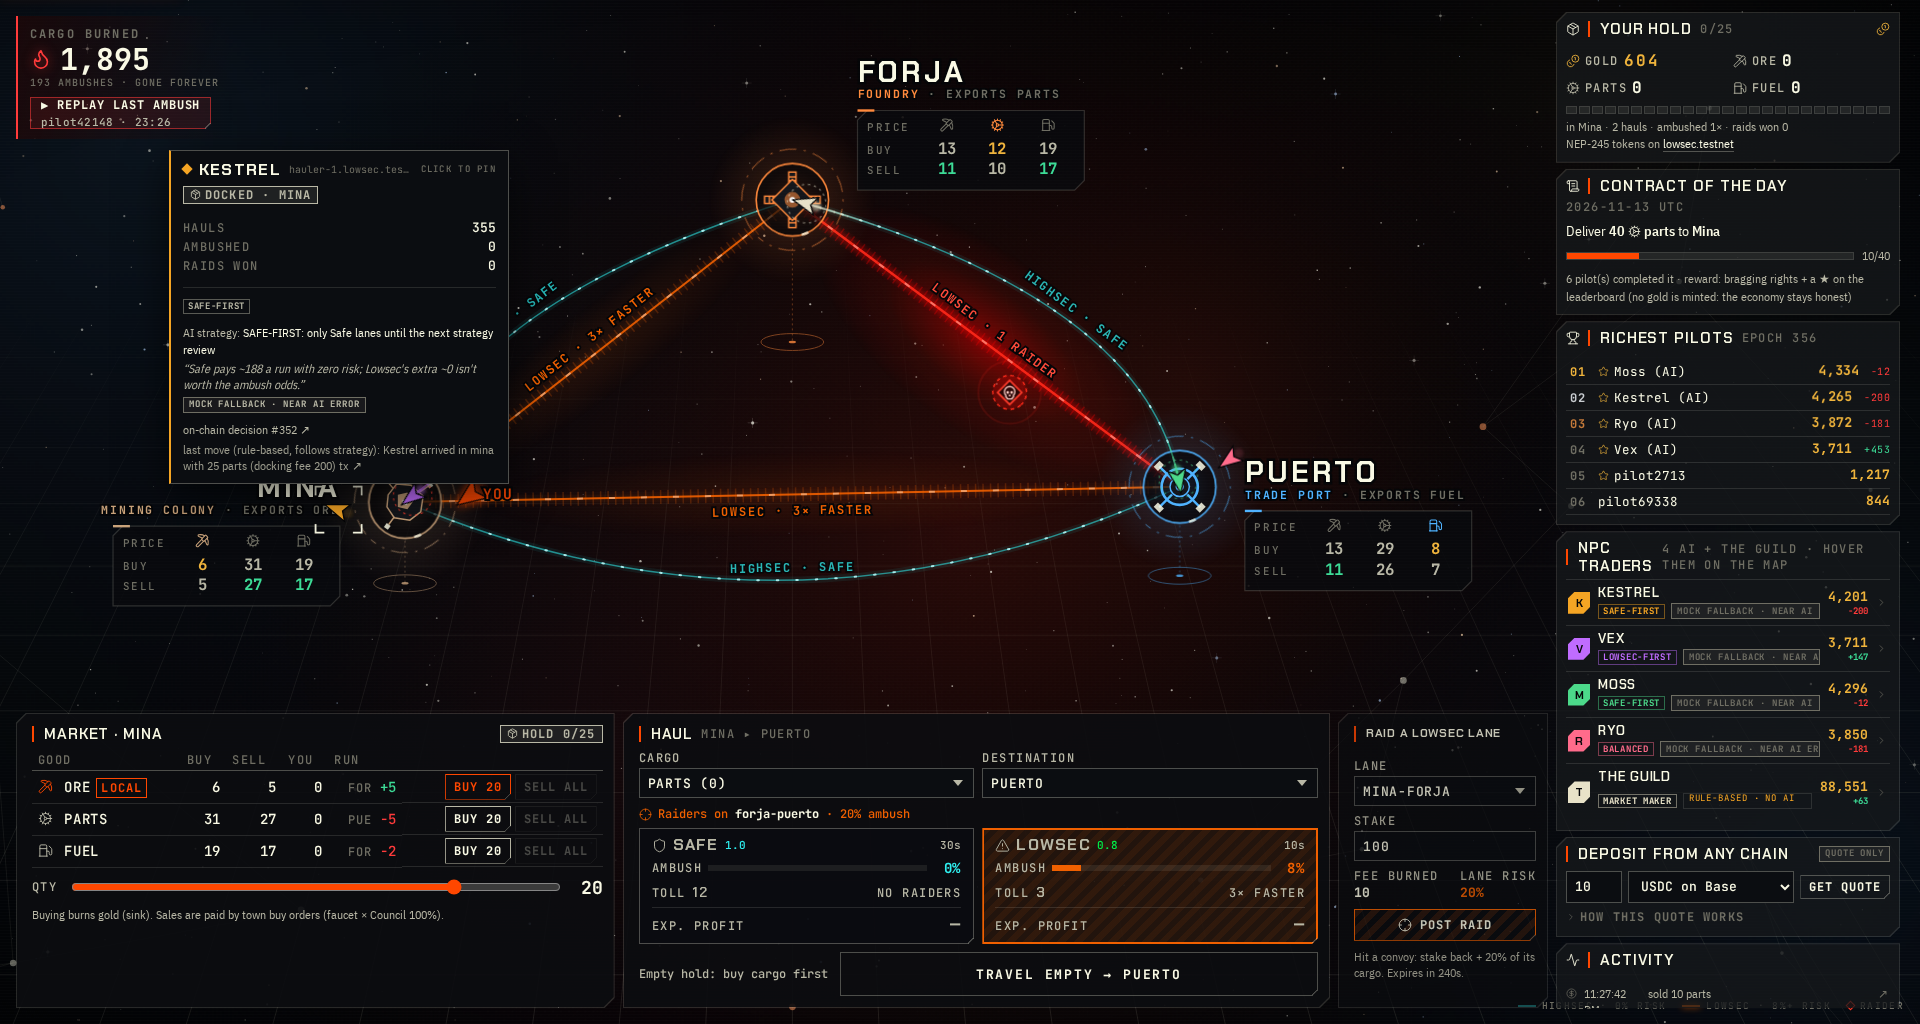 CARGO BURNED
1,895
193 AMBUSHES · GONE FOREVER
▶ REPLAY LAST AMBUSH
pilot42148 · 23:26
KESTREL hauler-1.lowsec.tes… CLICK TO PIN
DOCKED · MINA
HAULS 355
AMBUSHED 0
RAIDS WON 0
SAFE-FIRST
AI strategy: SAFE-FIRST: only Safe lanes until the next strategy
review
“Safe pays ~188 a run with zero risk; Lowsec's extra ~0 isn't
worth the ambush odds.”
MOCK FALLBACK · NEAR AI ERROR
on-chain decision #352 ↗
last move (rule-based, follows strategy): Kestrel arrived in mina
with 25 parts (docking fee 200) tx ↗
FORJA
FOUNDRY · EXPORTS PARTS
PRICE
BUY 13 12 19
SELL 11 10 17
· SAFE
LOWSEC · 3× FASTER
LOWSEC · 1 RAIDER
HIGHSEC · SAFE
MINA
YOU
MINING COLONY · EXPORTS OR
PRICE
BUY 6 31 19
SELL 5 27 17
LOWSEC · 3× FASTER
HIGHSEC · SAFE
PUERTO
TRADE PORT · EXPORTS FUEL
PRICE
BUY 13 29 8
SELL 11 26 7
YOUR HOLD 0/25
GOLD 604 ORE 0
PARTS 0 FUEL 0
in Mina · 2 hauls · ambushed 1× · raids won 0
NEP-245 tokens on lowsec.testnet
CONTRACT OF THE DAY
2026-11-13 UTC
Deliver 40 parts to Mina
10/40
6 pilot(s) completed it · reward: bragging rights + a ★ on the
leaderboard (no gold is minted: the economy stays honest)
RICHEST PILOTS EPOCH 356
01 ☆ Moss (AI) 4,334 -12
02 ☆ Kestrel (AI) 4,265 -200
03 ☆ Ryo (AI) 3,872 -181
04 ☆ Vex (AI) 3,711 +453
05 ☆ pilot2713 1,217
06 pilot69338 844
NPC TRADERS 4 AI + THE GUILD · HOVER THEM ON THE MAP
K KESTREL 4,201
SAFE-FIRST MOCK FALLBACK · NEAR AI -200
V VEX 3,711
LOWSEC-FIRST MOCK FALLBACK · NEAR A +147
M MOSS 4,296
SAFE-FIRST MOCK FALLBACK · NEAR AI -12
R RYO 3,850
BALANCED MOCK FALLBACK · NEAR AI ER -181
T THE GUILD 88,551
MARKET MAKER RULE-BASED · NO AI +63
DEPOSIT FROM ANY CHAIN QUOTE ONLY
10 USDC on Base GET QUOTE
› HOW THIS QUOTE WORKS
ACTIVITY
11:27:42 sold 10 parts ↗
HIGHSEC · 0% RISK LOWSEC · 8%+ RISK RAIDER
MARKET · MINA HOLD 0/25
GOOD BUY SELL YOU RUN
ORE LOCAL 6 5 0 FOR +5 BUY 20 SELL ALL
PARTS 31 27 0 PUE -5 BUY 20 SELL ALL
FUEL 19 17 0 FOR -2 BUY 20 SELL ALL
QTY 20
Buying burns gold (sink). Sales are paid by town buy orders (faucet × Council 100%).
HAUL MINA ▸ PUERTO
CARGO DESTINATION
PARTS (0) PUERTO
Raiders on forja-puerto · 20% ambush
SAFE 1.0 30s
AMBUSH 0%
TOLL 12 NO RAIDERS
EXP. PROFIT —
LOWSEC 0.8 10s
AMBUSH 8%
TOLL 3 3× FASTER
EXP. PROFIT —
Empty hold: buy cargo first TRAVEL EMPTY → PUERTO
RAID A LOWSEC LANE
LANE
MINA-FORJA
STAKE
100
FEE BURNED LANE RISK
10 20%
POST RAID
Hit a convoy: stake back + 20% of its
cargo. Expires in 240s.